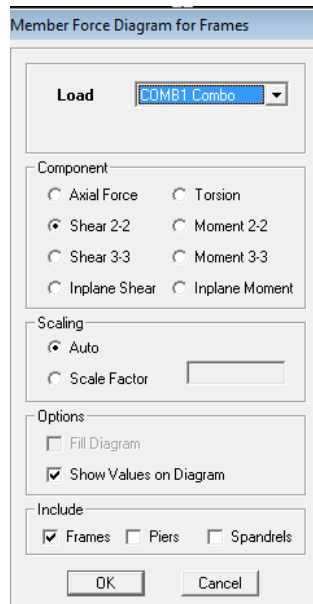 Member Force Diagram for Frames
Load COMB1 Combo
Component
Axial Force Torsion
Shear 2-2 Moment 2-2
Shear 3-3 Moment 3-3
Inplane Shear Inplane Moment
Scaling
Auto
Scale Factor
Options
Fill Diagram
Show Values on Diagram
Include
Frames Piers Spandrels
OK Cancel